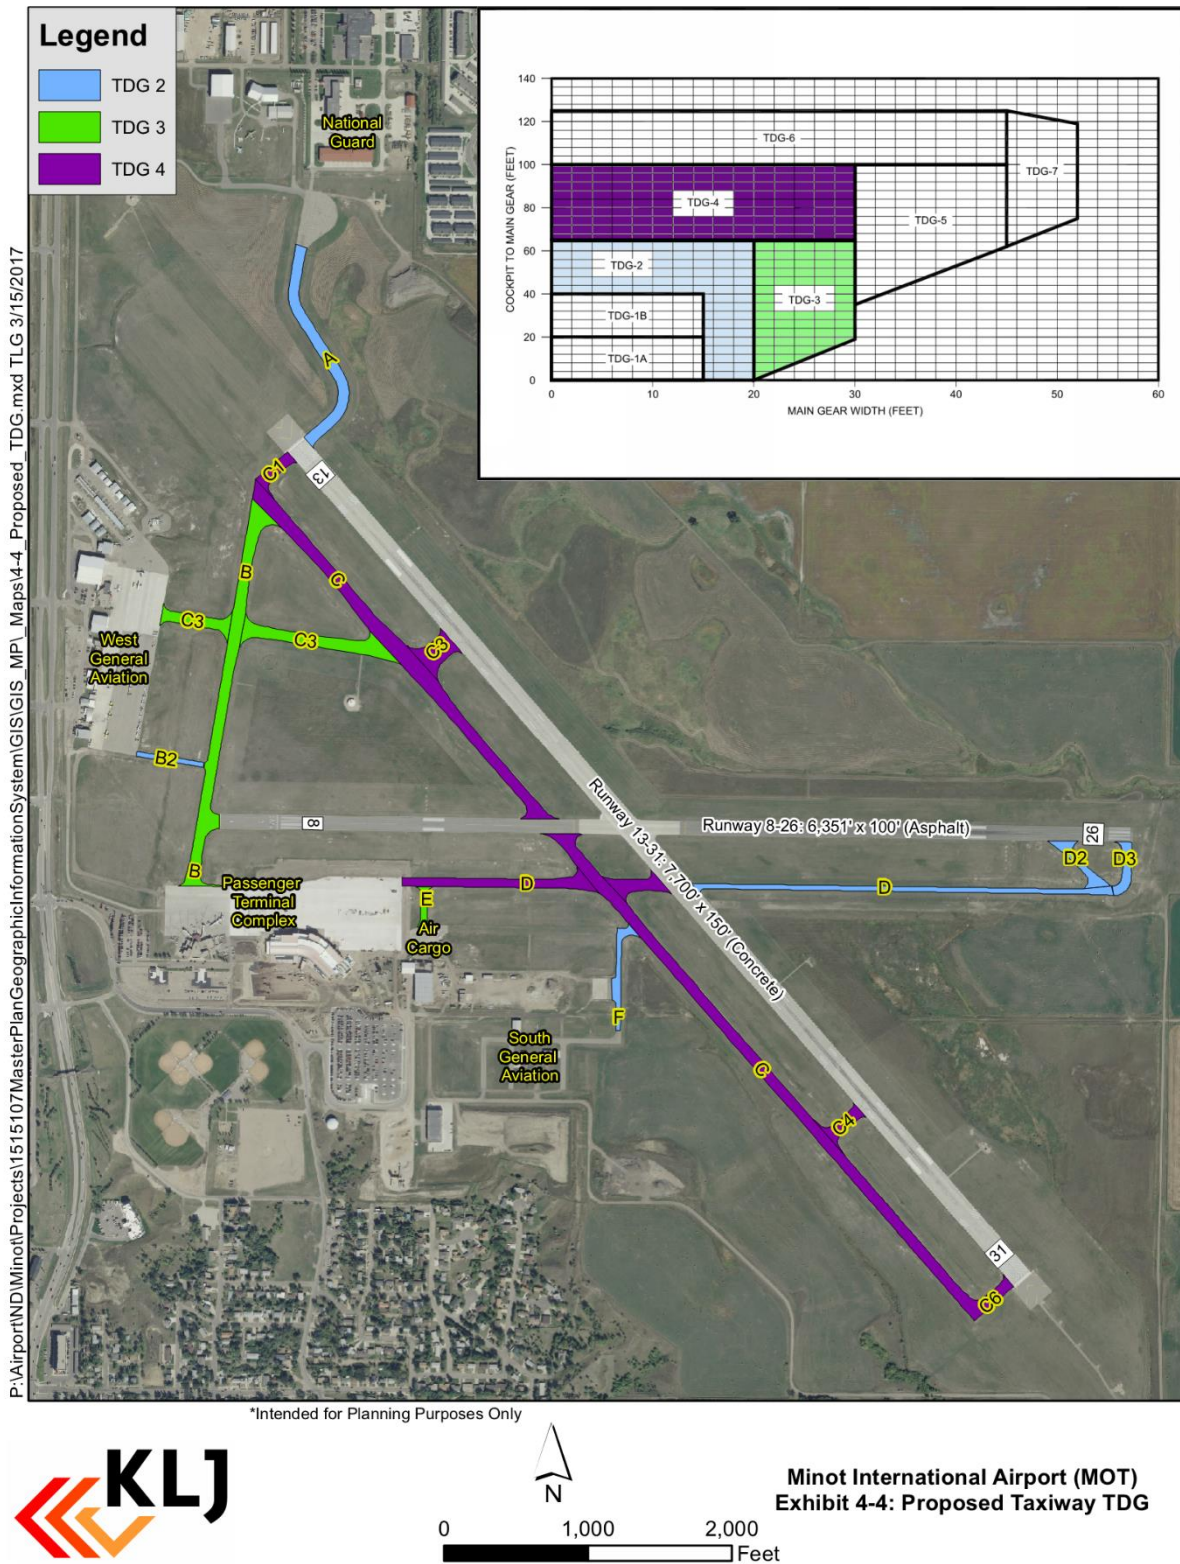 Legend
TDG 2
TDG 3
TDG 4
National
Guard
140
120
100
80
60
40
20
0
COCKPIT TO MAIN GEAR (FEET)
TDG-6
TDG-7
TDG-4
TDG-5
TDG-2
TDG-3
TDG-1B
TDG-1A
0
10
20
30
40
50
60
MAIN GEAR WIDTH (FEET)
P:\Airport\ND\Minot\Projects\1515107MasterPlanGeographicInformationSystem\GIS\GIS_MP\_Maps\4-4_Proposed_TDG.mxd TLG 3/15/2017
A
C1
13
B
@
C3
C3
C3
West
General
Aviation
B2
Runway 13-31: 7,700' x 150' (Concrete)
8
Runway 8-26: 6,351' x 100' (Asphalt)
26
D2
D3
B
Passenger
Terminal
Complex
D
D
E
Air
Cargo
F
South
General
Aviation
@
C4
31
C6
*Intended for Planning Purposes Only
KLJ
N
Minot International Airport (MOT)
Exhibit 4-4: Proposed Taxiway TDG
0
1,000
2,000
Feet